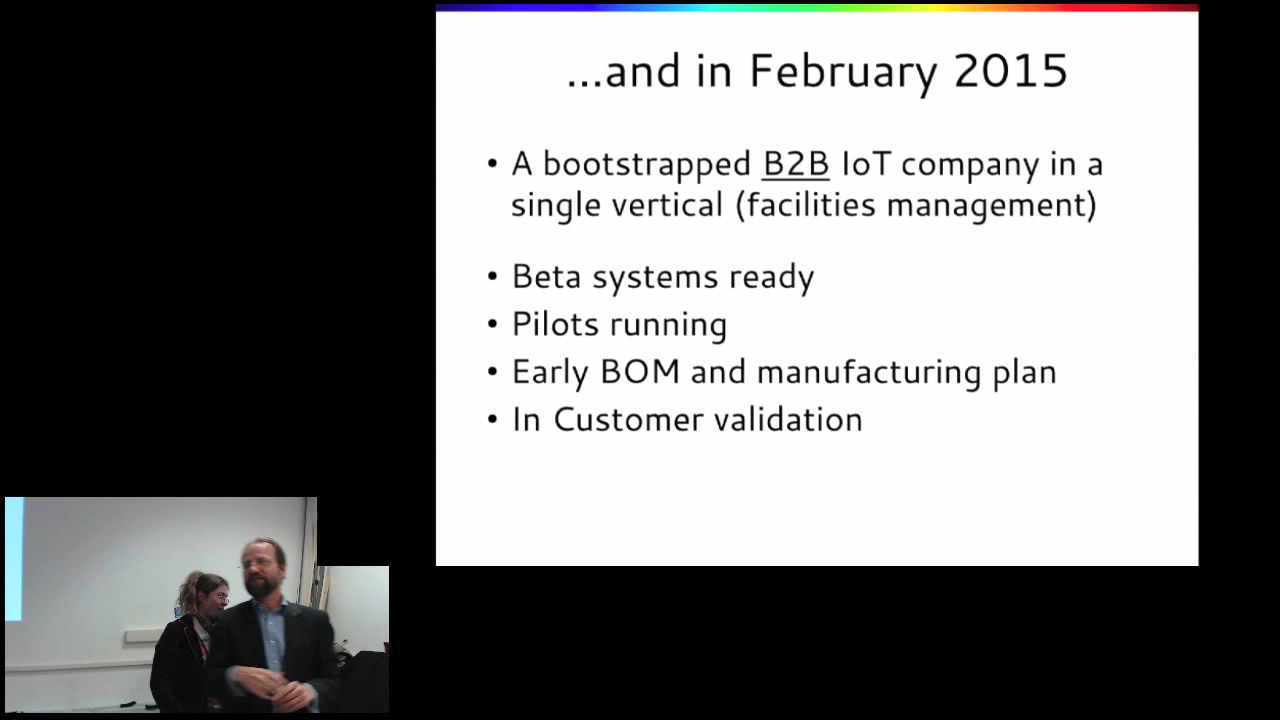 ...and in February 2015
• A bootstrapped B2B IoT company in a
single vertical (facilities management)
• Beta systems ready
• Pilots running
• Early BOM and manufacturing plan
• In Customer validation